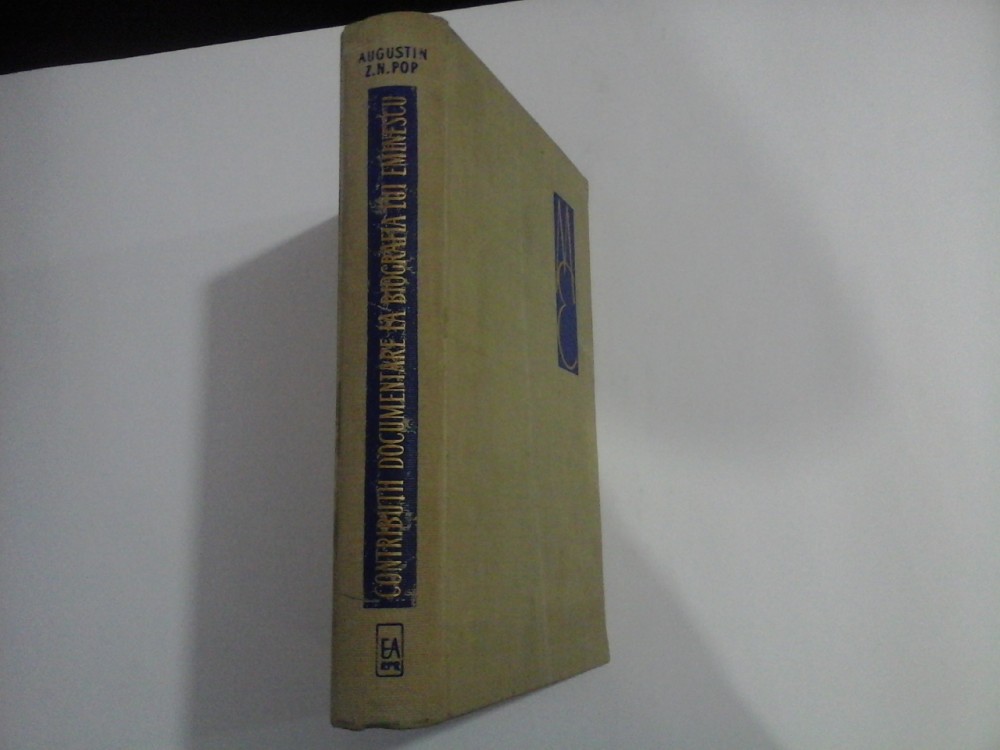 AUGUSTIN
Z.N.POP
CONTRIBUȚII DOCUMENTARE LA BIOGRAFIA LUI EMINESCU
EA